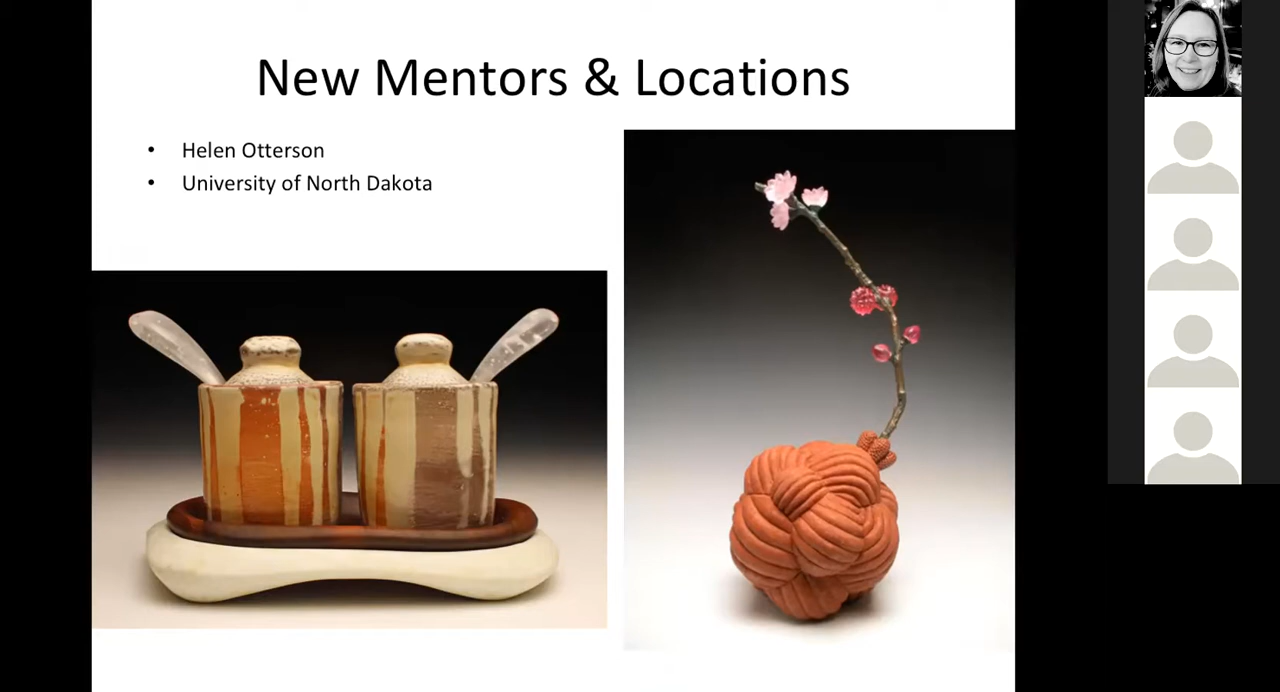 New Mentors & Locations
• Helen Otterson
• University of North Dakota